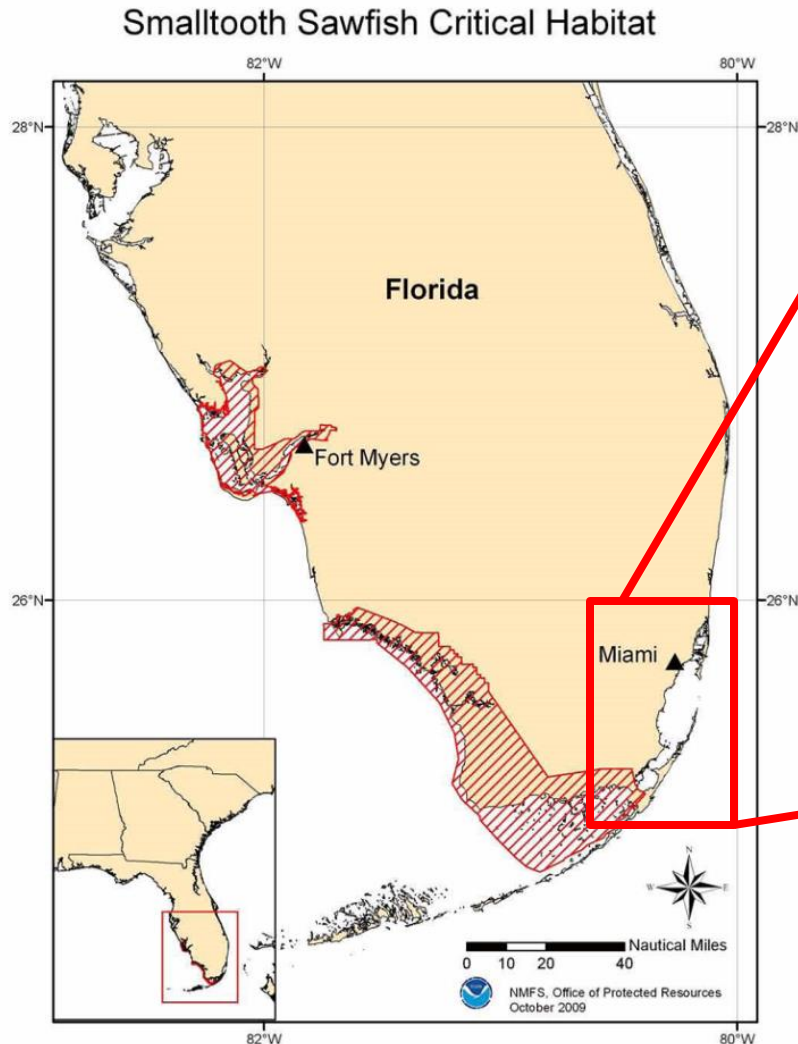 Smalltooth Sawfish Critical Habitat
82°W 80°W
28°N 28°N
Florida
Fort Myers
26°N 26°N
Miami
N
W E
S
Nautical Miles
0 10 20 40
NMFS, Office of Protected Resources
October 2009
82°W 80°W